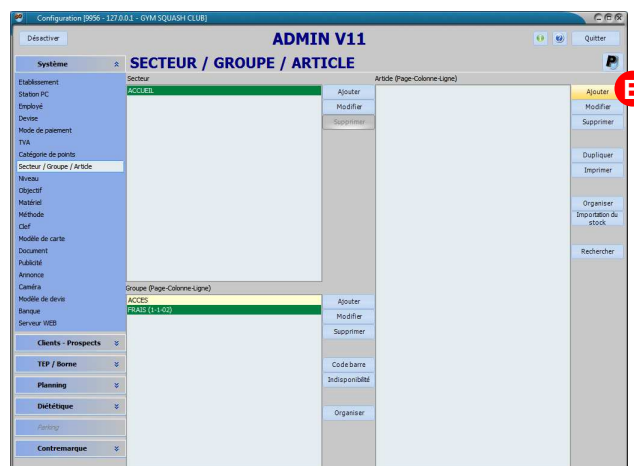 Configuration [9956 - 127.0.0.1 - GYM SQUASH CLUB]
Désactiver
ADMIN V11
Quitter
Système
SECTEUR / GROUPE / ARTICLE
Etablissement
Station PC
Employé
Devise
Mode de paiement
TVA
Catégorie de points
Secteur / Groupe / Article
Niveau
Objectif
Matériel
Méthode
Clef
Modèle de carte
Document
Publicité
Annonce
Caméra
Modèle de devis
Banque
Serveur WEB
Clients - Prospects
TEP / Borne
Planning
Diététique
Parking
Contremarque
Secteur
ACCUEIL
Ajouter
Modifier
Supprimer
Groupe (Page-Colonne-Ligne)
ACCES
FRAIS (1-1-02)
Ajouter
Modifier
Supprimer
Code barre
Indisponibilité
Organiser
Article (Page-Colonne-Ligne)
Ajouter
Modifier
Supprimer
Dupliquer
Imprimer
Organiser
Importation du
stock
Rechercher